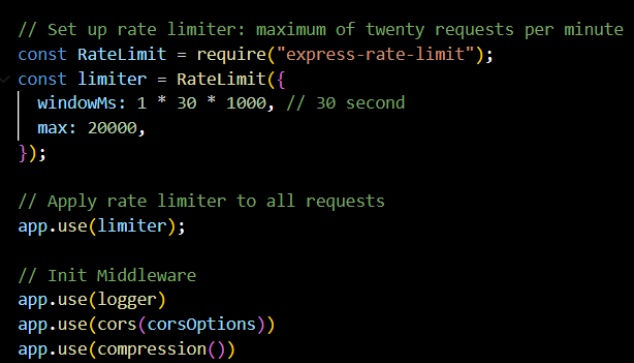 // Set up rate limiter: maximum of twenty requests per minute
const RateLimit = require("express-rate-limit");
const limiter = RateLimit({
  windowMs: 1 * 30 * 1000, // 30 second
  max: 20000,
});

// Apply rate limiter to all requests
app.use(limiter);

// Init Middleware
app.use(logger)
app.use(cors(corsOptions))
app.use(compression())